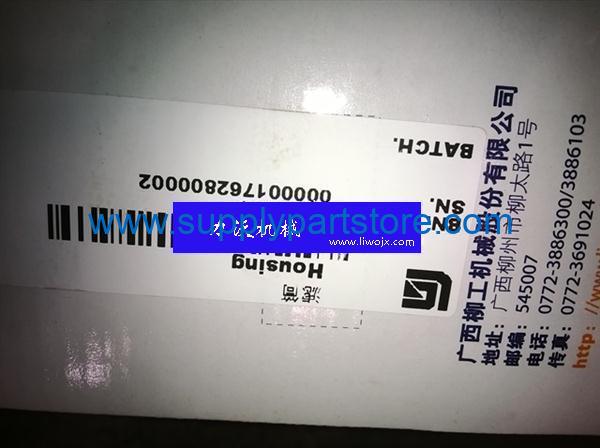 BATCH.
SN.
000001762800002
Housing
www.supplypartstore.com
www.liwojx.com
广西柳工机械股份有限公司
地址：广西柳州市柳太路1号
邮编：545007
电话：0772-3886300/3886103
传真：0772-3691024